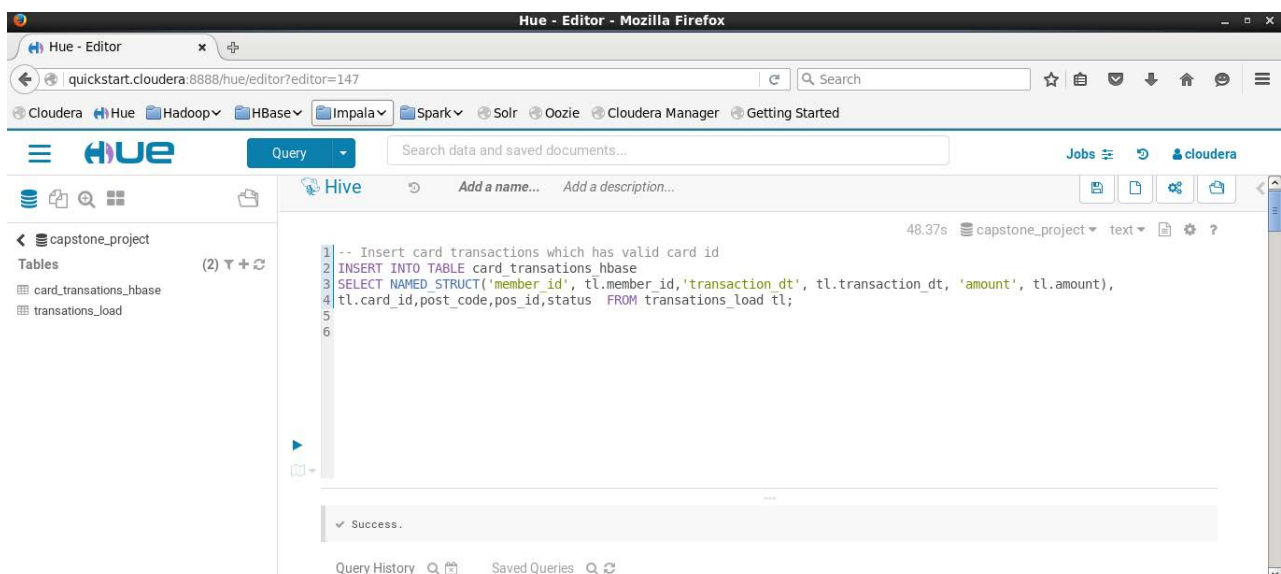 Hue - Editor - Mozilla Firefox
Hue - Editor
quickstart.cloudera:8888/hue/editor?editor=147
Search
Cloudera Hue Hadoop HBase Impala Spark Solr Oozie Cloudera Manager Getting Started
HUE Query Search data and saved documents... Jobs cloudera
Hive Add a name... Add a description...
capstone_project
Tables (2)
card_transations_hbase
transations_load
48.37s capstone_project text ?
1 -- Insert card transactions which has valid card id
2 INSERT INTO TABLE card_transations_hbase
3 SELECT NAMED_STRUCT('member_id', tl.member_id,'transaction_dt', tl.transaction_dt, 'amount', tl.amount),
4 tl.card_id,post_code,pos_id,status  FROM transations_load tl;
5
6
Success.
Query History Saved Queries